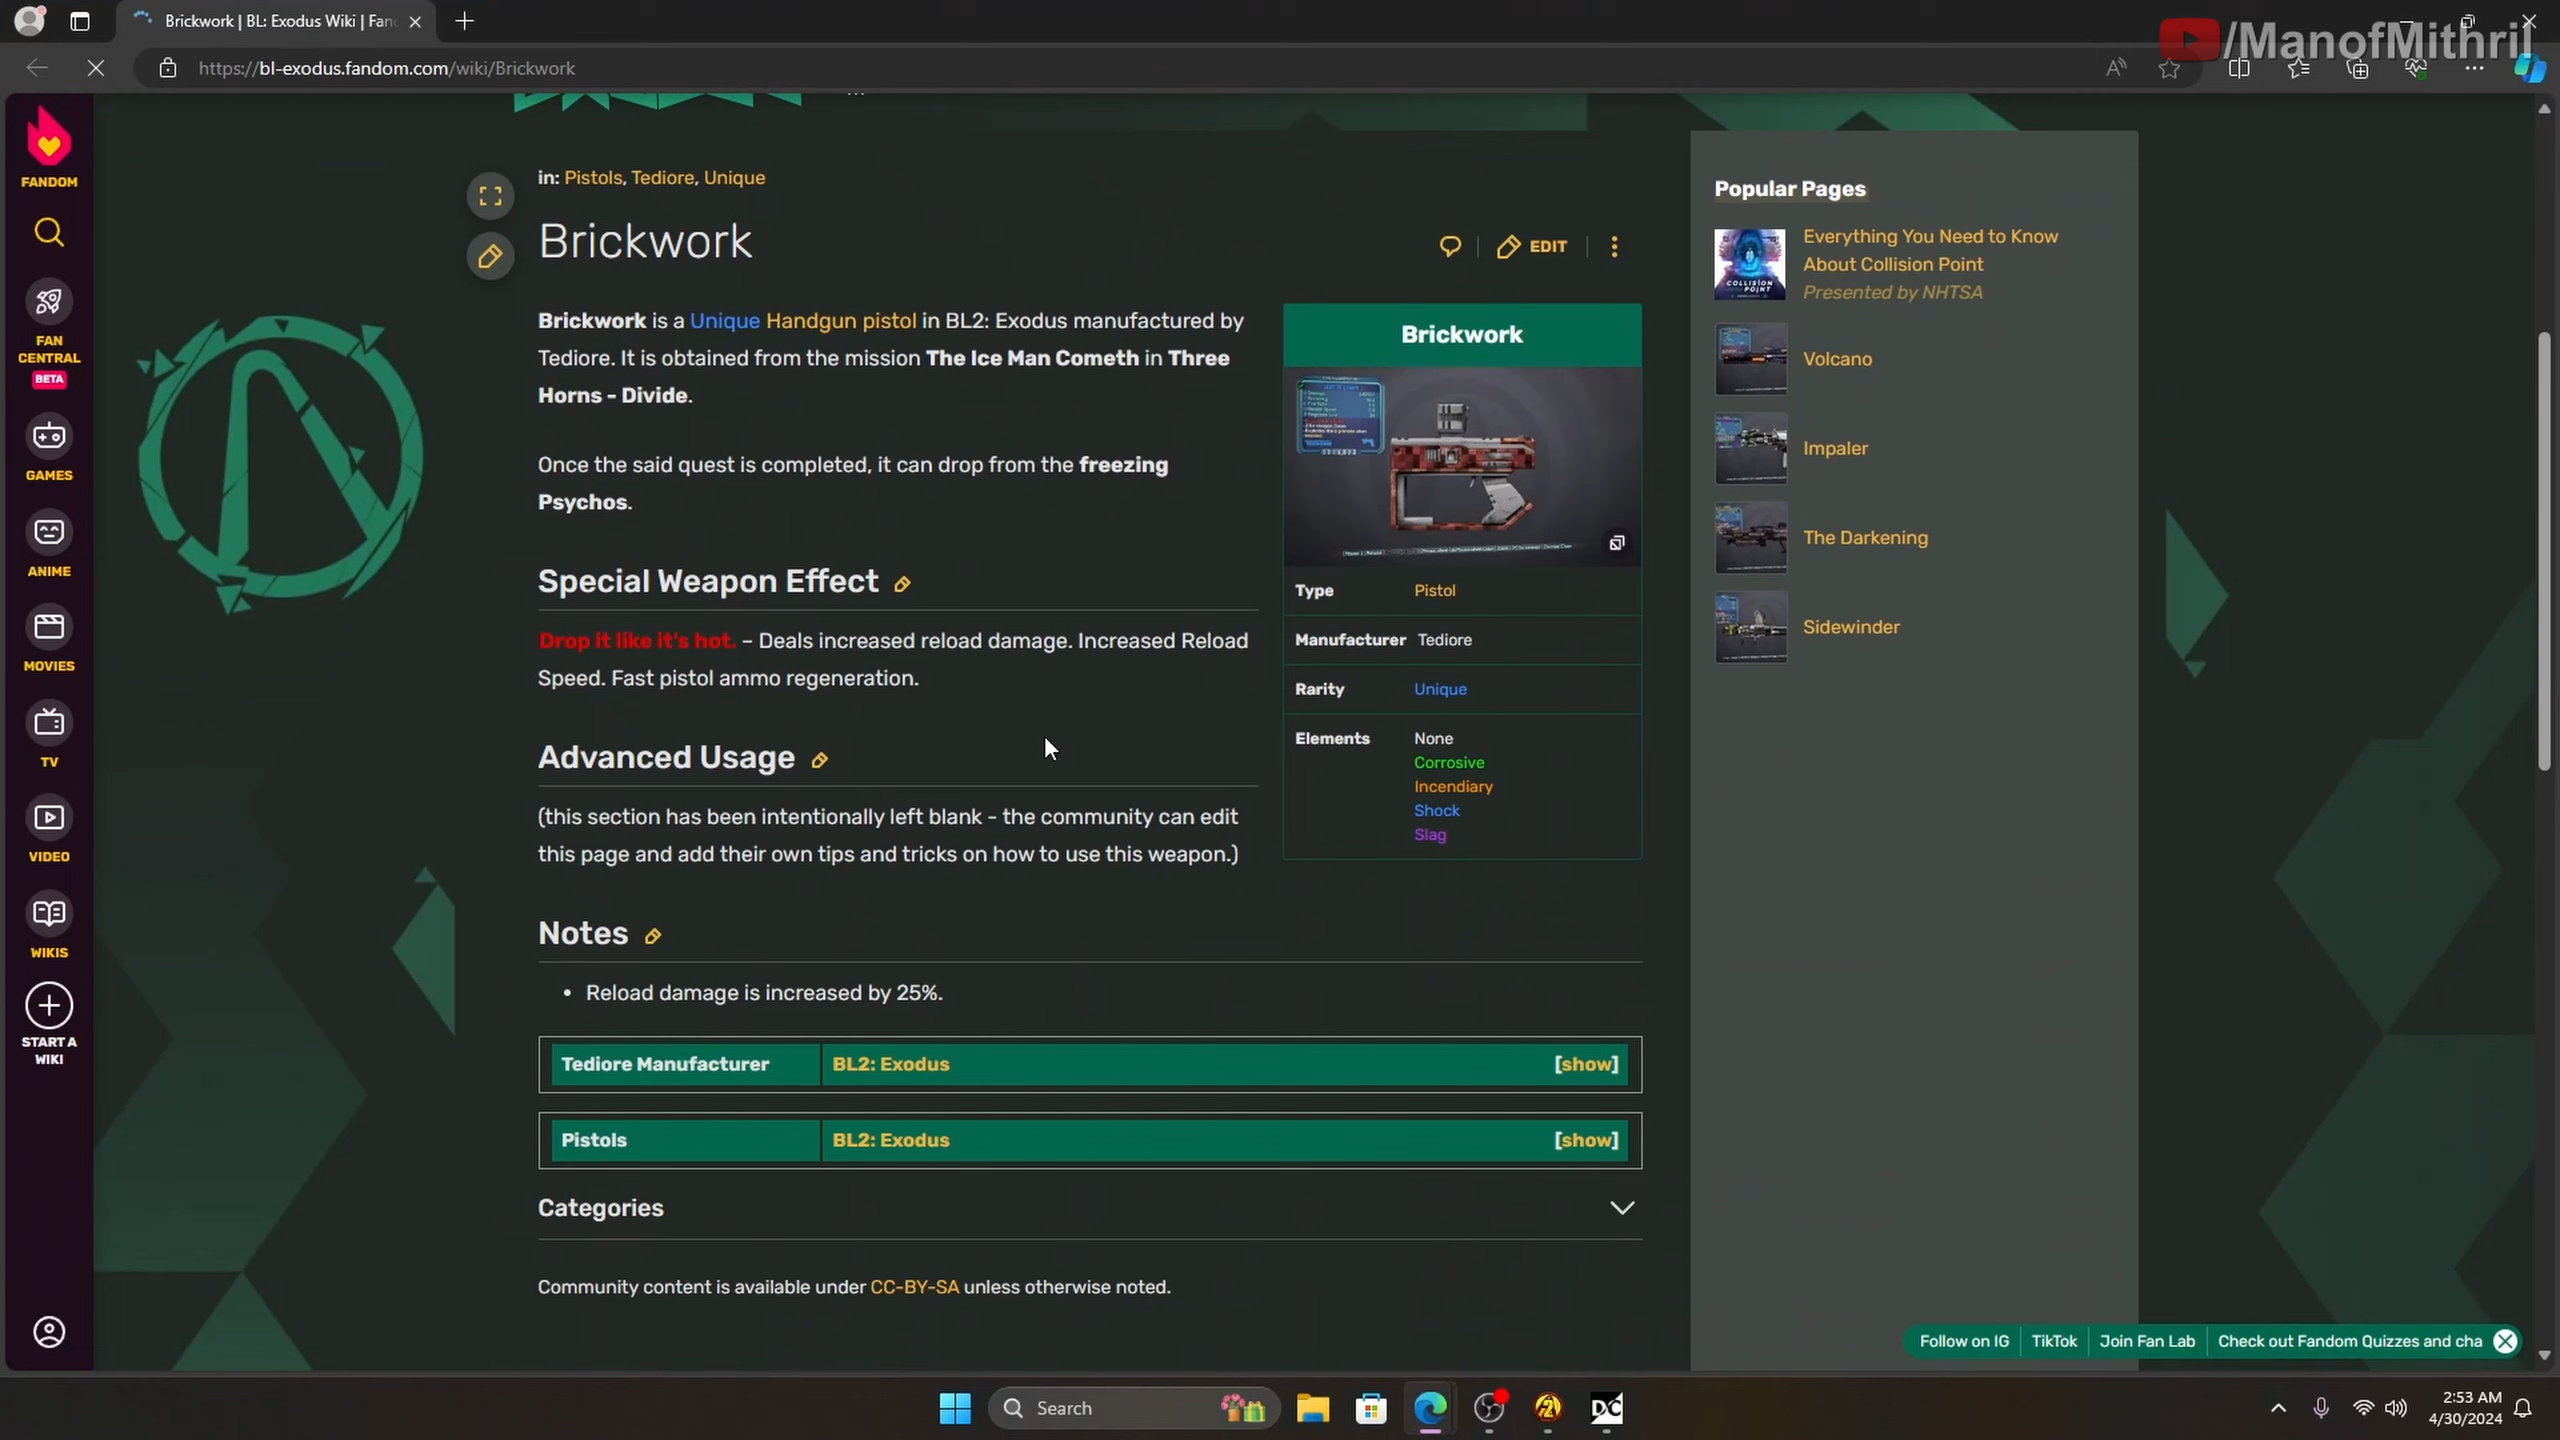 Brickwork | BL: Exodus Wiki | Fan
/ManofMithril
https://bl-exodus.fandom.com/wiki/Brickwork
FANDOM
FAN
CENTRAL
BETA
GAMES
ANIME
MOVIES
TV
VIDEO
WIKIS
START A
WIKI
in: Pistols, Tediore, Unique
Brickwork
EDIT
Brickwork is a Unique Handgun pistol in BL2: Exodus manufactured by
Tediore. It is obtained from the mission The Ice Man Cometh in Three
Horns - Divide.
Once the said quest is completed, it can drop from the freezing
Psychos.
Special Weapon Effect
Drop it like it's hot. – Deals increased reload damage. Increased Reload
Speed. Fast pistol ammo regeneration.
Advanced Usage
(this section has been intentionally left blank - the community can edit
this page and add their own tips and tricks on how to use this weapon.)
Notes
• Reload damage is increased by 25%.
Brickwork
Type Pistol
Manufacturer Tediore
Rarity Unique
Elements None
Corrosive
Incendiary
Shock
Slag
Tediore Manufacturer BL2: Exodus [show]
Pistols BL2: Exodus [show]
Categories
Community content is available under CC-BY-SA unless otherwise noted.
Popular Pages
Everything You Need to Know
About Collision Point
Presented by NHTSA
COLLISION
POINT
Volcano
Impaler
The Darkening
Sidewinder
Follow on IG TikTok Join Fan Lab Check out Fandom Quizzes and cha
Search
DC
2:53 AM
4/30/2024